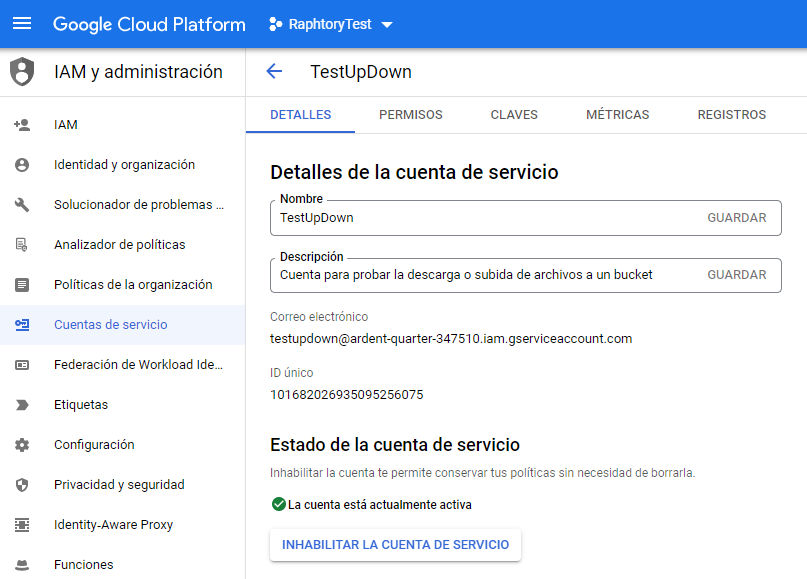 Google Cloud Platform
RaphtoryTest
IAM y administración
TestUpDown
IAM
Identidad y organización
Solucionador de problemas ...
Analizador de políticas
Políticas de la organización
Cuentas de servicio
Federación de Workload Ide...
Etiquetas
Configuración
Privacidad y seguridad
Identity-Aware Proxy
Funciones
DETALLES PERMISOS CLAVES MÉTRICAS REGISTROS
Detalles de la cuenta de servicio
Nombre
TestUpDown GUARDAR
Descripción
Cuenta para probar la descarga o subida de archivos a un bucket GUARDAR
Correo electrónico
testupdown@ardent-quarter-347510.iam.gserviceaccount.com
ID único
101682026935095256075
Estado de la cuenta de servicio
Inhabilitar la cuenta te permite conservar tus políticas sin necesidad de borrarla.
La cuenta está actualmente activa
INHABILITAR LA CUENTA DE SERVICIO